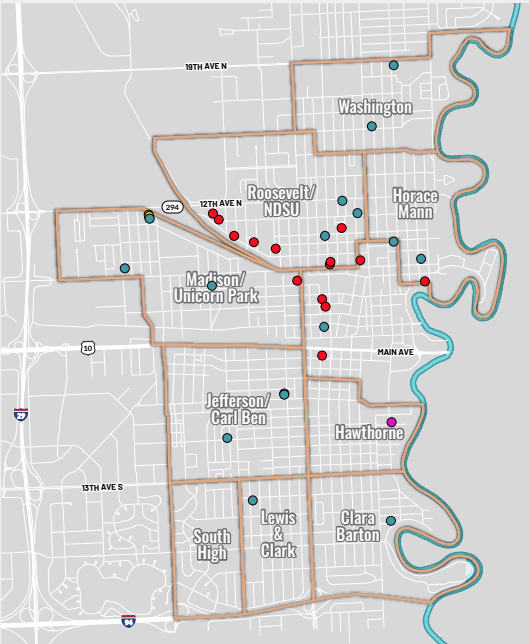 19TH AVE N
Washington
294
12TH AVE N
Roosevelt/
NDSU
Horace
Mann
Madison/
Unicorn Park
10
MAIN AVE
29
Jefferson/
Carl Ben
Hawthorne
13TH AVE S
South
High
Lewis
&
Clark
Clara
Barton
94